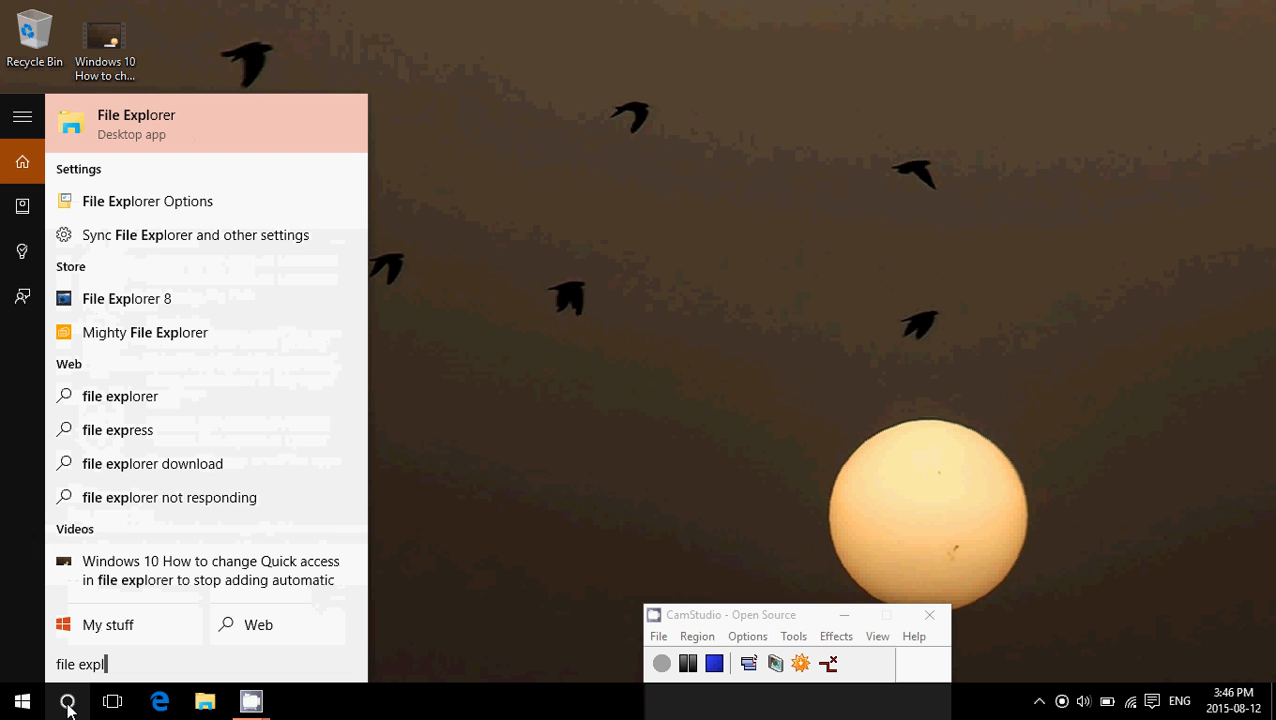 Recycle Bin
Windows 10
How to ch...
File Explorer
Desktop app
Settings
File Explorer Options
Sync File Explorer and other settings
Store
File Explorer 8
Mighty File Explorer
Web
file explorer
file express
file explorer download
file explorer not responding
Videos
Windows 10 How to change Quick access
in file explorer to stop adding automatic
My stuff
Web
file expl
CamStudio - Open Source
File Region Options Tools Effects View Help
ENG
3:46 PM
2015-08-12